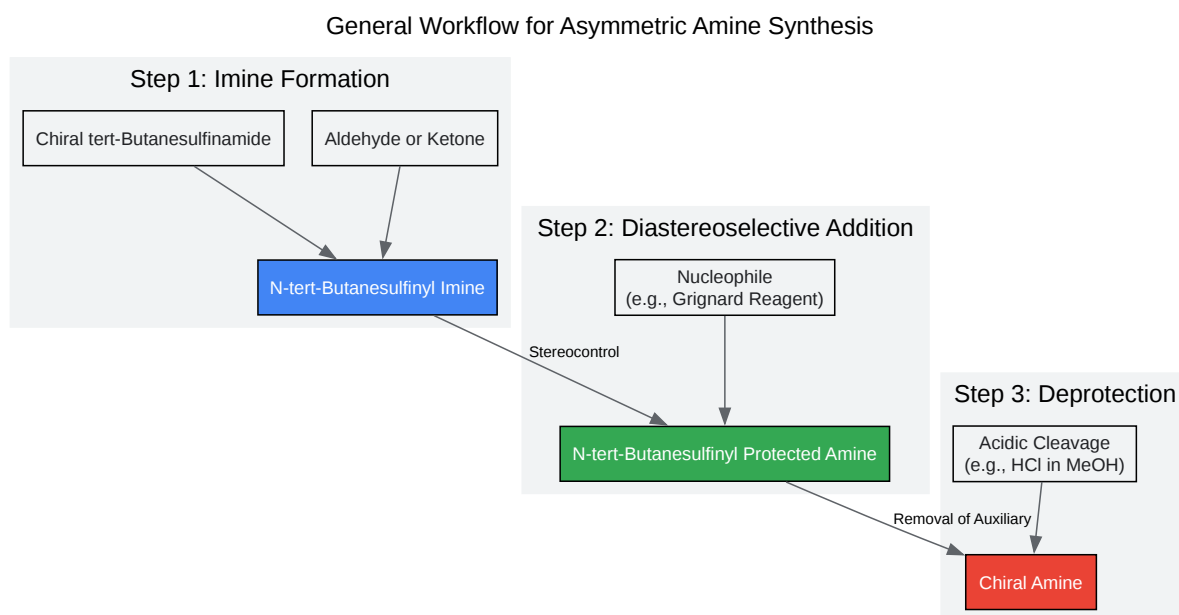 General Workflow for Asymmetric Amine Synthesis
Step 1: Imine Formation
Chiral tert-Butanesulfinamide
Aldehyde or Ketone
N-tert-Butanesulfinyl Imine
Step 2: Diastereoselective Addition
Nucleophile
(e.g., Grignard Reagent)
Stereocontrol
N-tert-Butanesulfinyl Protected Amine
Step 3: Deprotection
Acidic Cleavage
(e.g., HCl in MeOH)
Removal of Auxiliary
Chiral Amine